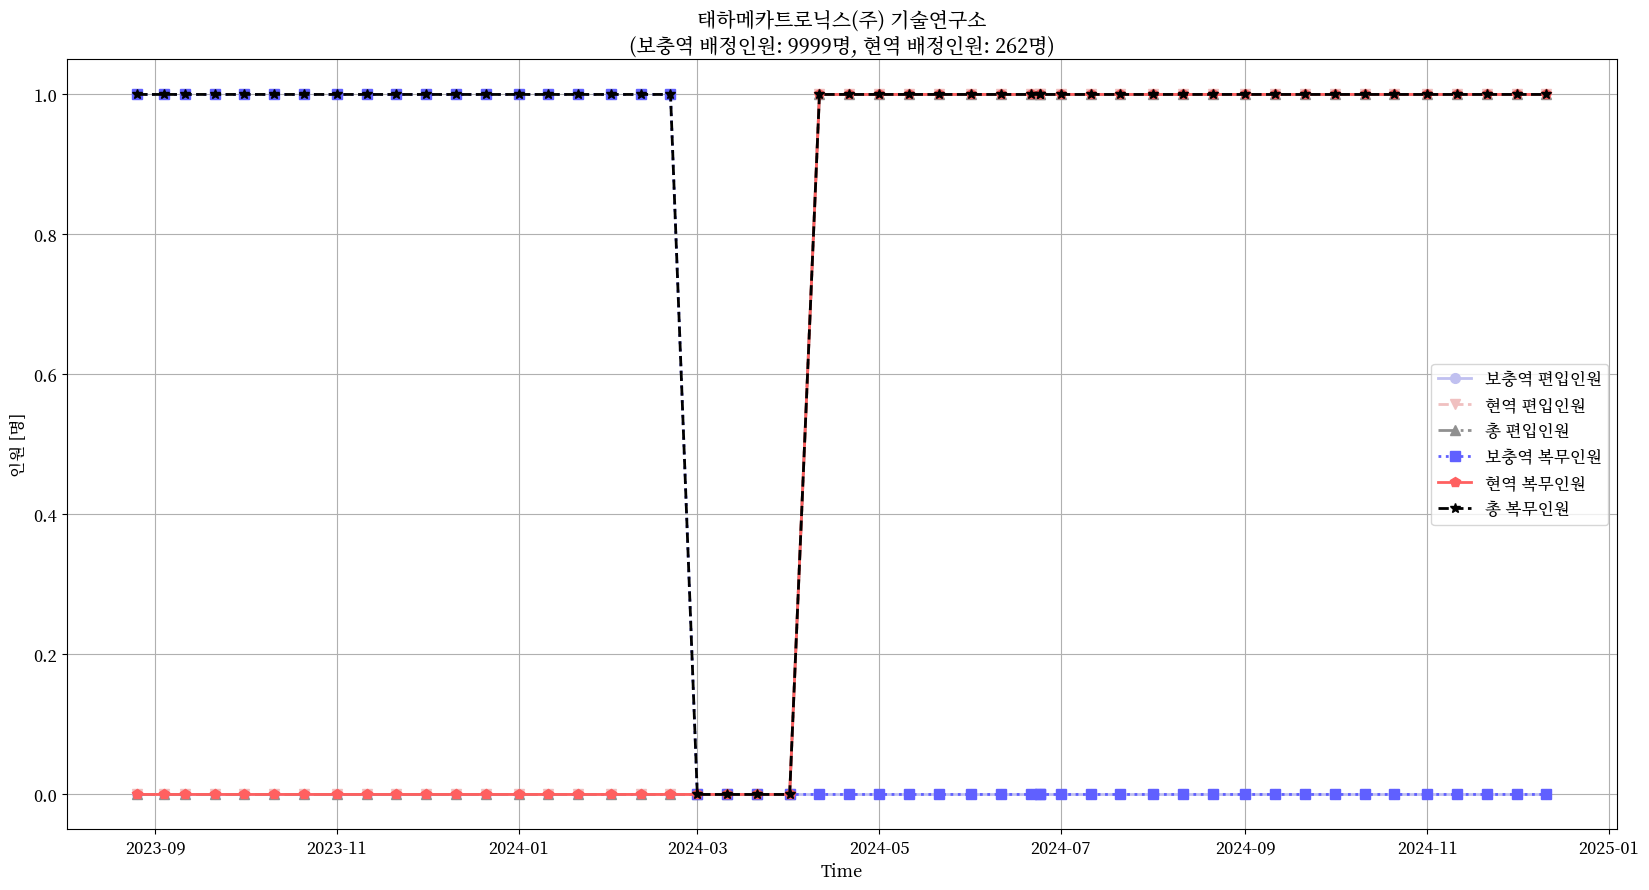 태하메카트로닉스(주) 기술연구소
(보충역 배정인원: 9999명, 현역 배정인원: 262명)
인원 [명]
1.0
0.8
0.6
0.4
0.2
0.0
보충역 편입인원
현역 편입인원
총 편입인원
보충역 복무인원
현역 복무인원
총 복무인원
2023-09
2023-11
2024-01
2024-03
2024-05
2024-07
2024-09
2024-11
2025-01
Time